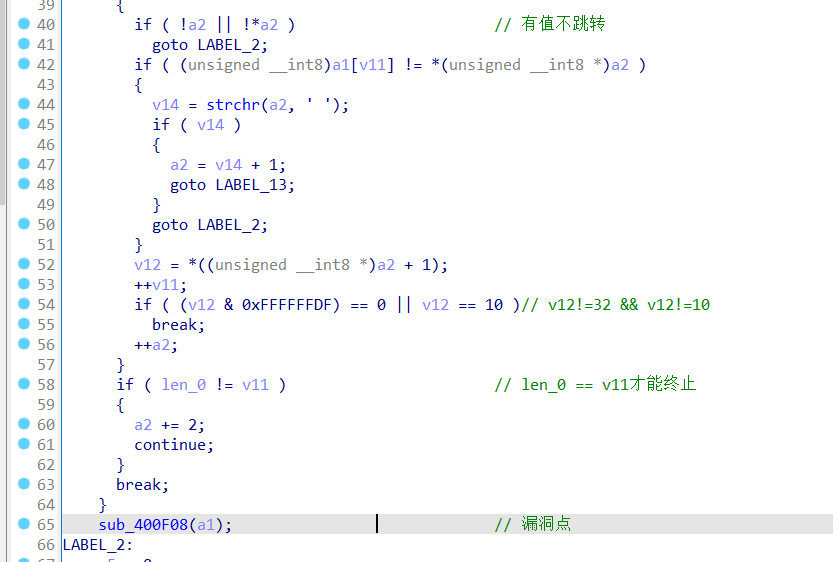 39 {
40 if ( !a2 || !*a2 ) // 有值不跳转
41 goto LABEL_2;
42 if ( (unsigned __int8)a1[v11] != *(unsigned __int8 *)a2 )
43 {
44 v14 = strchr(a2, ' ');
45 if ( v14 )
46 {
47 a2 = v14 + 1;
48 goto LABEL_13;
49 }
50 goto LABEL_2;
51 }
52 v12 = *((unsigned __int8 *)a2 + 1);
53 ++v11;
54 if ( (v12 & 0xFFFFFFDF) == 0 || v12 == 10 )// v12!=32 && v12!=10
55 break;
56 ++a2;
57 }
58 if ( len_0 != v11 ) // len_0 == v11才能终止
59 {
60 a2 += 2;
61 continue;
62 }
63 break;
64 }
65 sub_400F08(a1); // 漏洞点
66 LABEL_2: